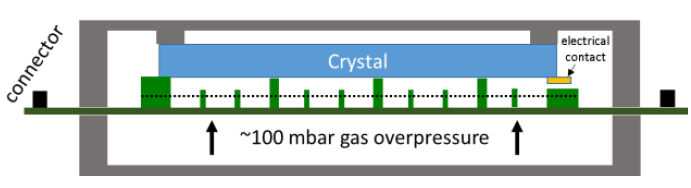 connector
Crystal
electrical
contact
~100 mbar gas overpressure